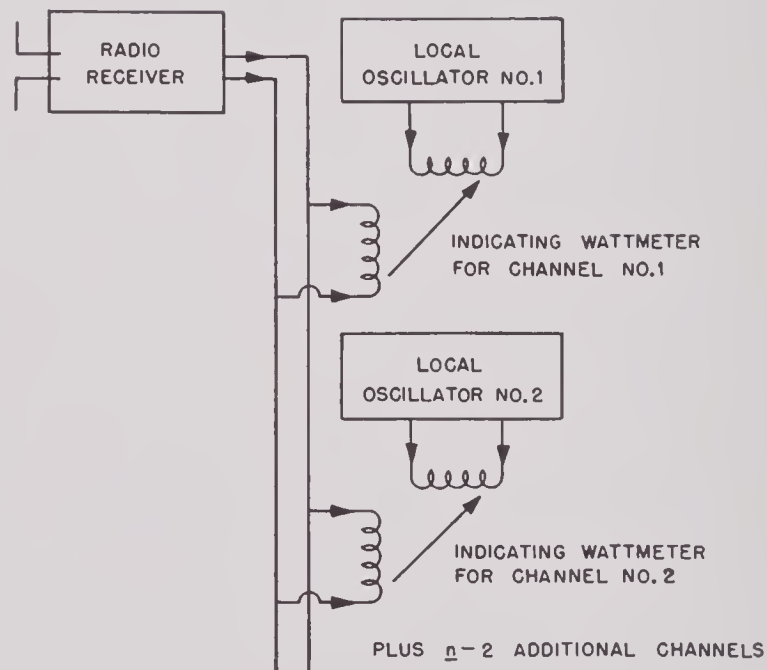 RADIO
RECEIVER
LOCAL
OSCILLATOR NO.1
INDICATING WATTMETER
FOR CHANNEL NO.1
LOCAL
OSCILLATOR NO.2
INDICATING WATTMETER
FOR CHANNEL NO.2
PLUS n-2 ADDITIONAL CHANNELS